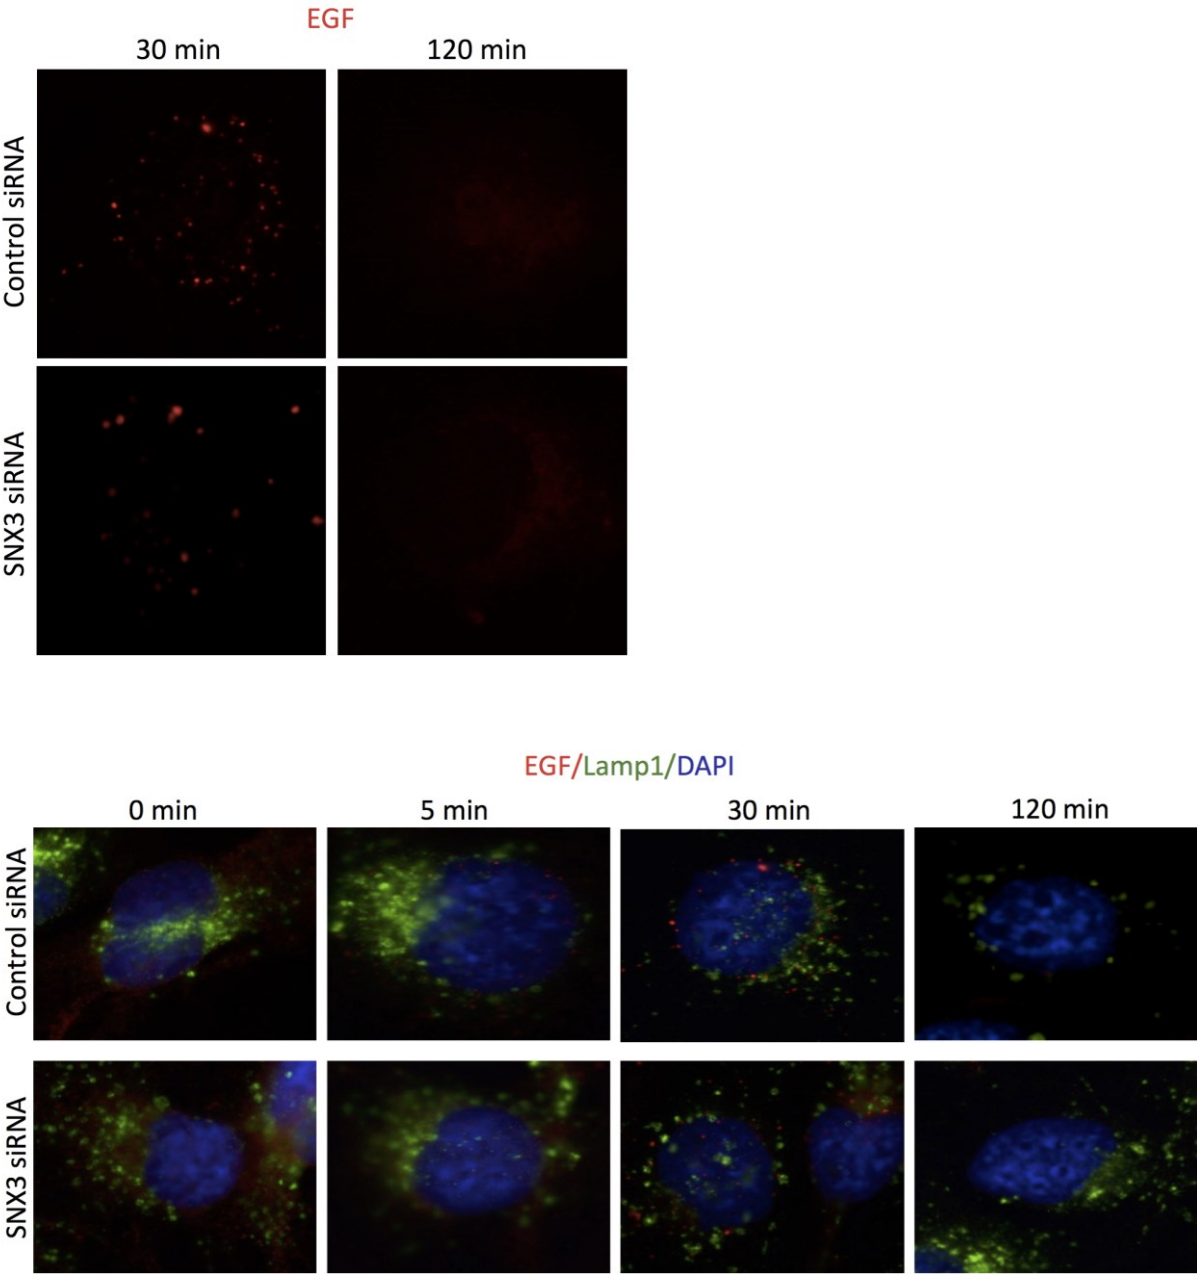 EGF
30 min 120 min
Control siRNA
SNX3 siRNA
EGF/Lamp1/DAPI
0 min 5 min 30 min 120 min
Control siRNA
SNX3 siRNA